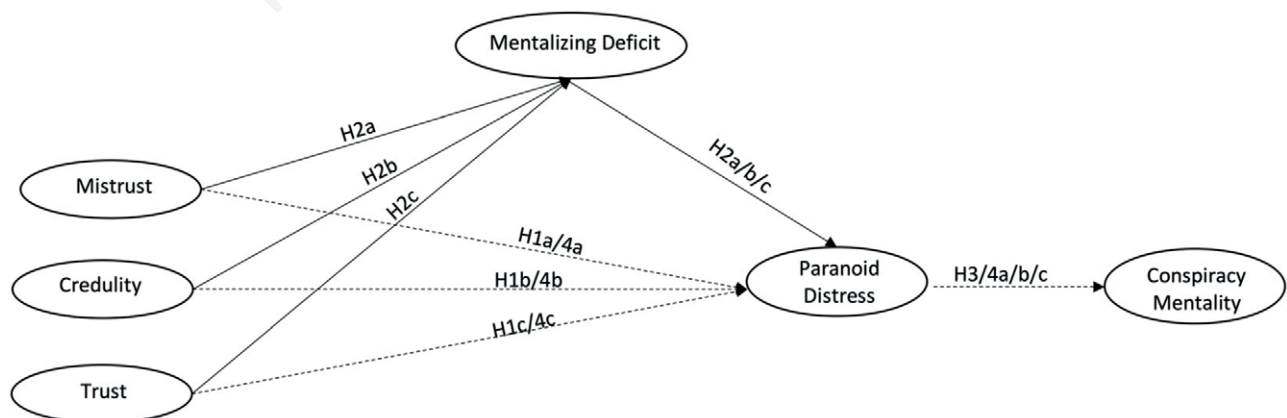 Mentalizing Deficit
H2a
H2b
H2c
H2a/b/c
Mistrust
H1a/4a
Credulity
H1b/4b
Paranoid
Distress
H3/4a/b/c
Conspiracy
Mentality
H1c/4c
Trust